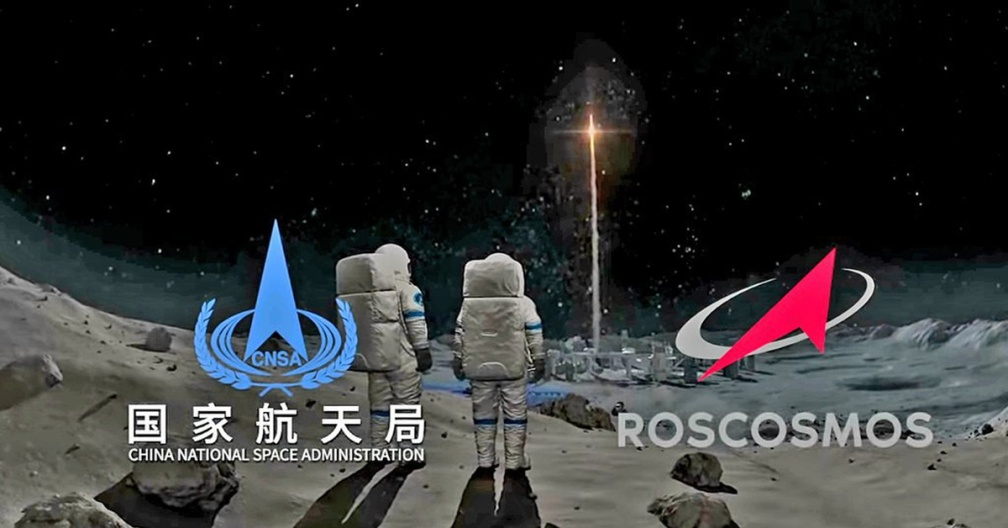 CNSA
国家航天局
CHINA NATIONAL SPACE ADMINISTRATION
ROSCOSMOS